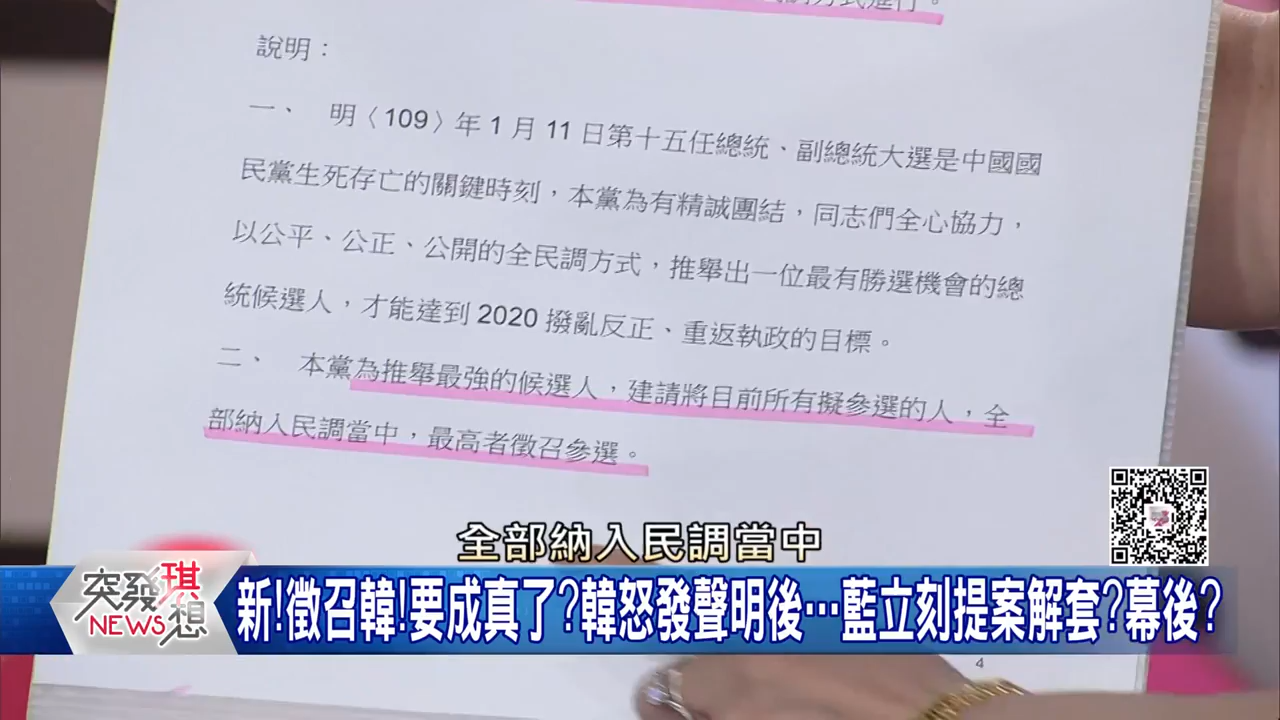 說明：
一、 明〈109〉年 1 月 11 日第十五任總統、副總統大選是中國國
民黨生死存亡的關鍵時刻，本黨為有精誠團結，同志們全心協力，
以公平、公正、公開的全民調方式，推舉出一位最有勝選機會的總
統候選人，才能達到 2020 撥亂反正、重返執政的目標。
二、 本黨為推舉最強的候選人，建請將目前所有擬參選的人，全
部納入民調當中，最高者徵召參選。
全部納入民調當中
突發琪想
NEWS
新!徵召韓!要成真了?韓怒發聲明後…藍立刻提案解套?幕後?
4